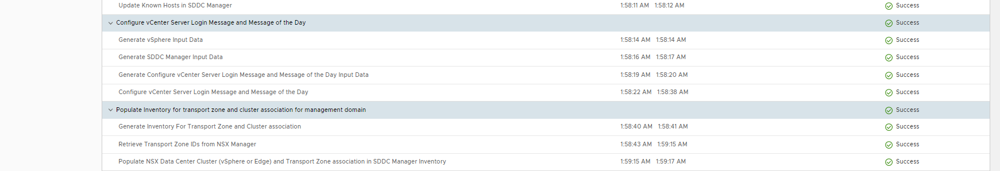 Update Known Hosts in SDDC Manager 1:58:11 AM 1:58:12 AM Success
Configure vCenter Server Login Message and Message of the Day Success
Generate vSphere Input Data 1:58:14 AM 1:58:14 AM Success
Generate SDDC Manager Input Data 1:58:16 AM 1:58:17 AM Success
Generate Configure vCenter Server Login Message and Message of the Day Input Data 1:58:19 AM 1:58:20 AM Success
Configure vCenter Server Login Message and Message of the Day 1:58:22 AM 1:58:38 AM Success
Populate Inventory for transport zone and cluster association for management domain Success
Generate Inventory For Transport Zone and Cluster association 1:58:40 AM 1:58:41 AM Success
Retrieve Transport Zone IDs from NSX Manager 1:58:43 AM 1:59:15 AM Success
Populate NSX Data Center Cluster (vSphere or Edge) and Transport Zone association in SDDC Manager Inventory 1:59:15 AM 1:59:17 AM Success